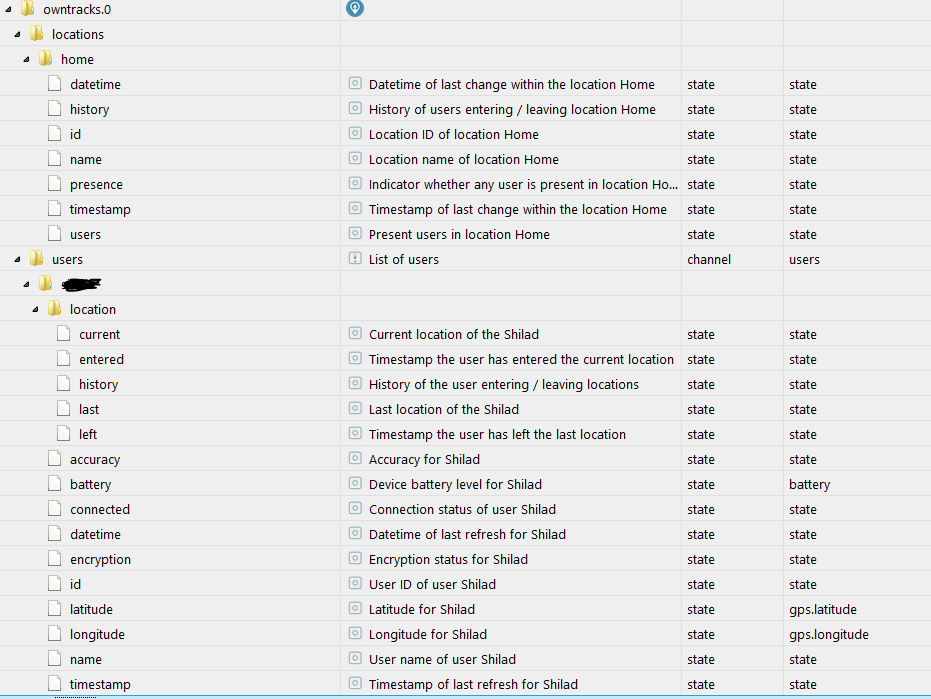 owntracks.0
locations
home
datetime Datetime of last change within the location Home state state
history History of users entering / leaving location Home state state
id Location ID of location Home state state
name Location name of location Home state state
presence Indicator whether any user is present in location Ho... state state
timestamp Timestamp of last change within the location Home state state
users Present users in location Home state state
users List of users channel users
location
current Current location of the Shilad state state
entered Timestamp the user has entered the current location state state
history History of the user entering / leaving locations state state
last Last location of the Shilad state state
left Timestamp the user has left the last location state state
accuracy Accuracy for Shilad state state
battery Device battery level for Shilad state battery
connected Connection status of user Shilad state state
datetime Datetime of last refresh for Shilad state state
encryption Encryption status for Shilad state state
id User ID of user Shilad state state
latitude Latitude for Shilad state gps.latitude
longitude Longitude for Shilad state gps.longitude
name User name of user Shilad state state
timestamp Timestamp of last refresh for Shilad state state